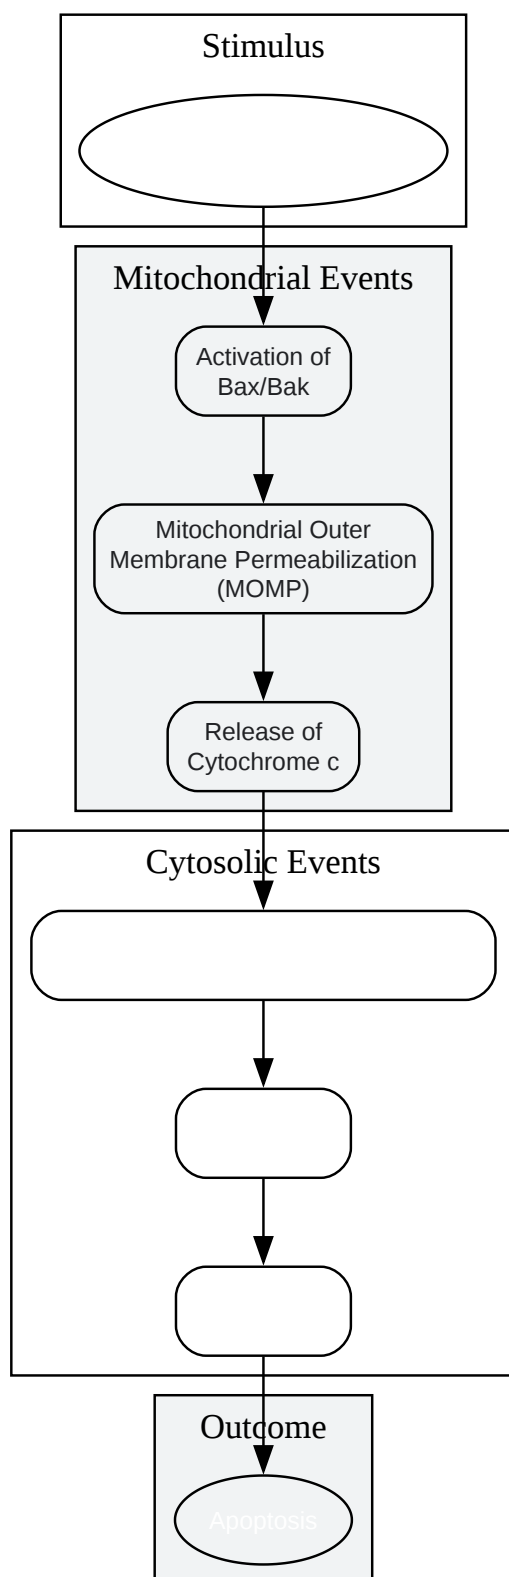 Stimulus
Mitochondrial Events
Activation of
Bax/Bak
Mitochondrial Outer
Membrane Permeabilization
(MOMP)
Release of
Cytochrome c
Cytosolic Events
Outcome
Apoptosis